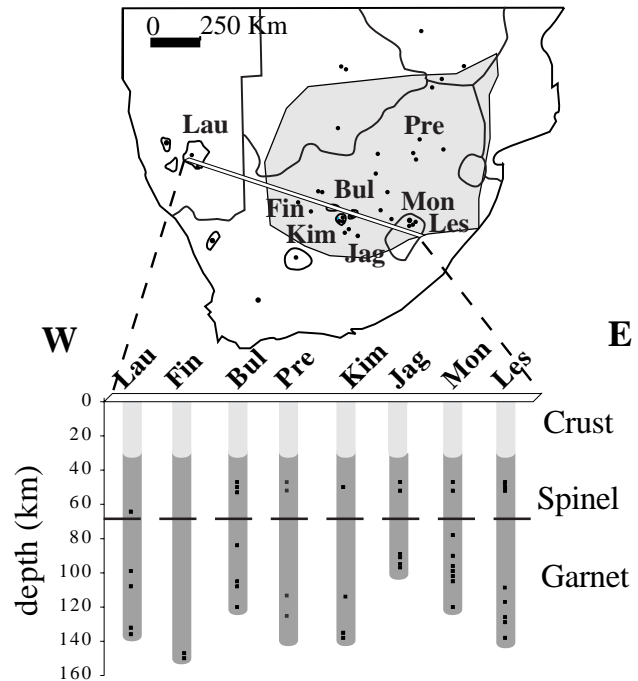 0 250 Km
Lau
Pre
Bul
Fin
Mon
Kim
Les
Jag
W
E
Lau Fin Bul Pre Kim Jag Mon Les
0
20
40
60
80
100
120
140
160
depth (km)
Crust
Spinel
Garnet